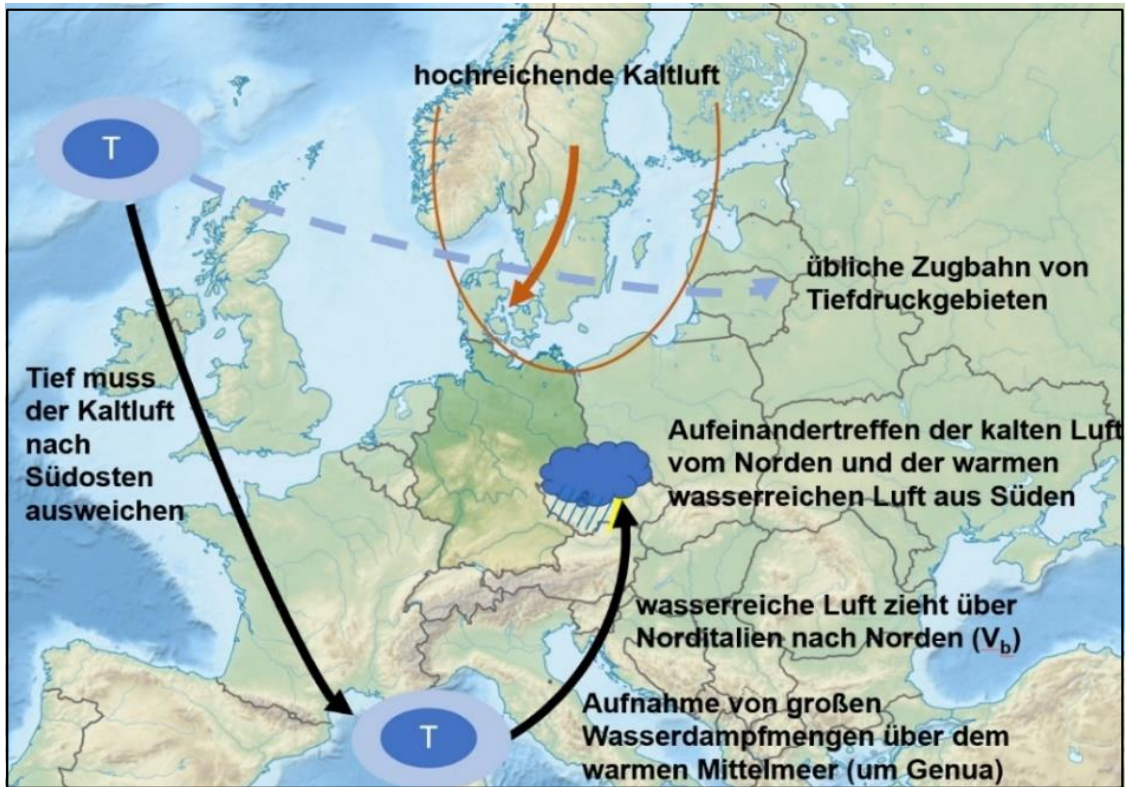 hochreichende Kaltluft
T
übliche Zugbahn von
Tiefdruckgebieten
Tief muss
der Kaltluft
nach
Südosten
ausweichen
Aufeinandertreffen der kalten Luft
vom Norden und der warmen
wasserreichen Luft aus Süden
wasserreiche Luft zieht über
Norditalien nach Norden (Vb)
Aufnahme von großen
Wasserdampfmengen über dem
warmen Mittelmeer (um Genua)
T